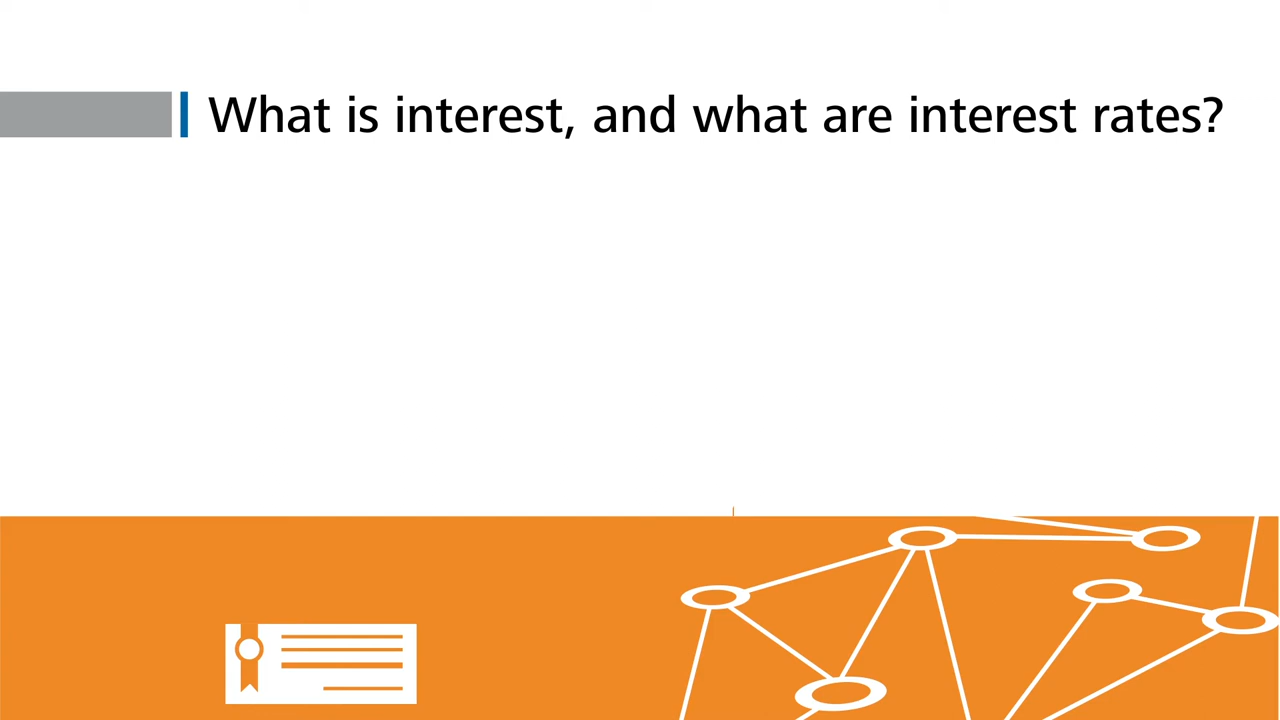 What is interest, and what are interest rates?